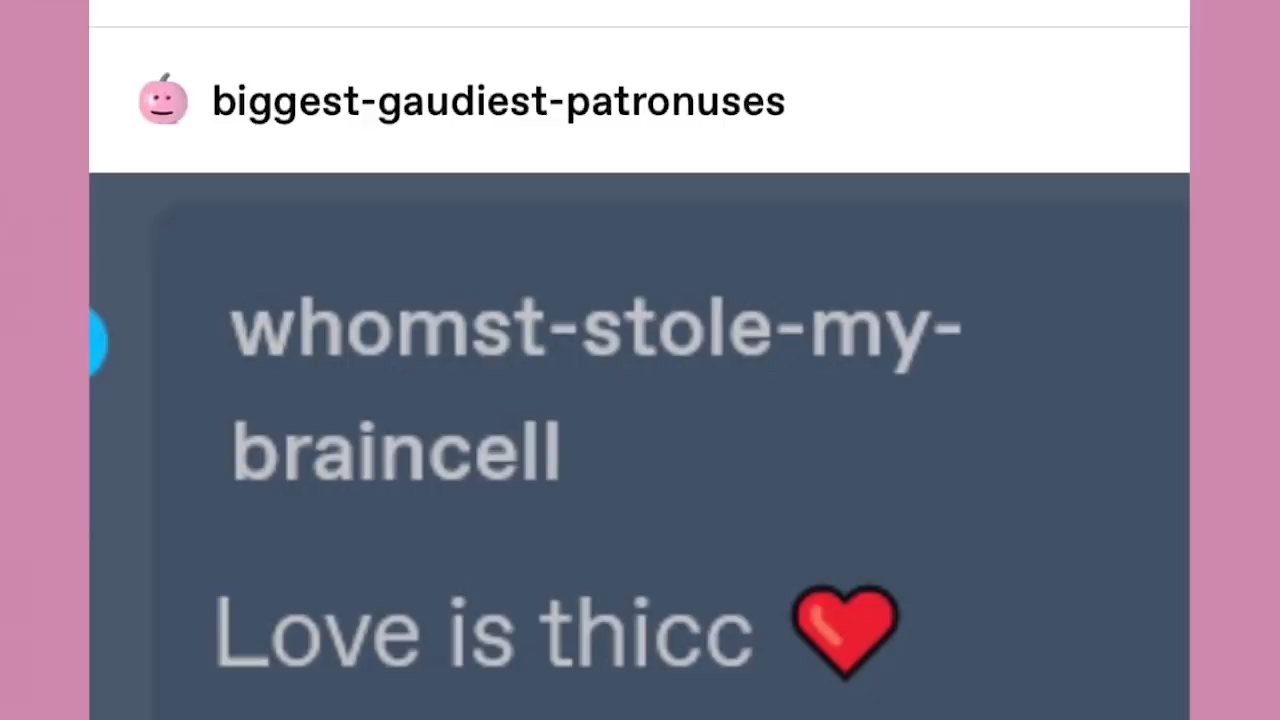 biggest-gaudiest-patronuses
whomst-stole-my-
braincell
Love is thicc ❤️